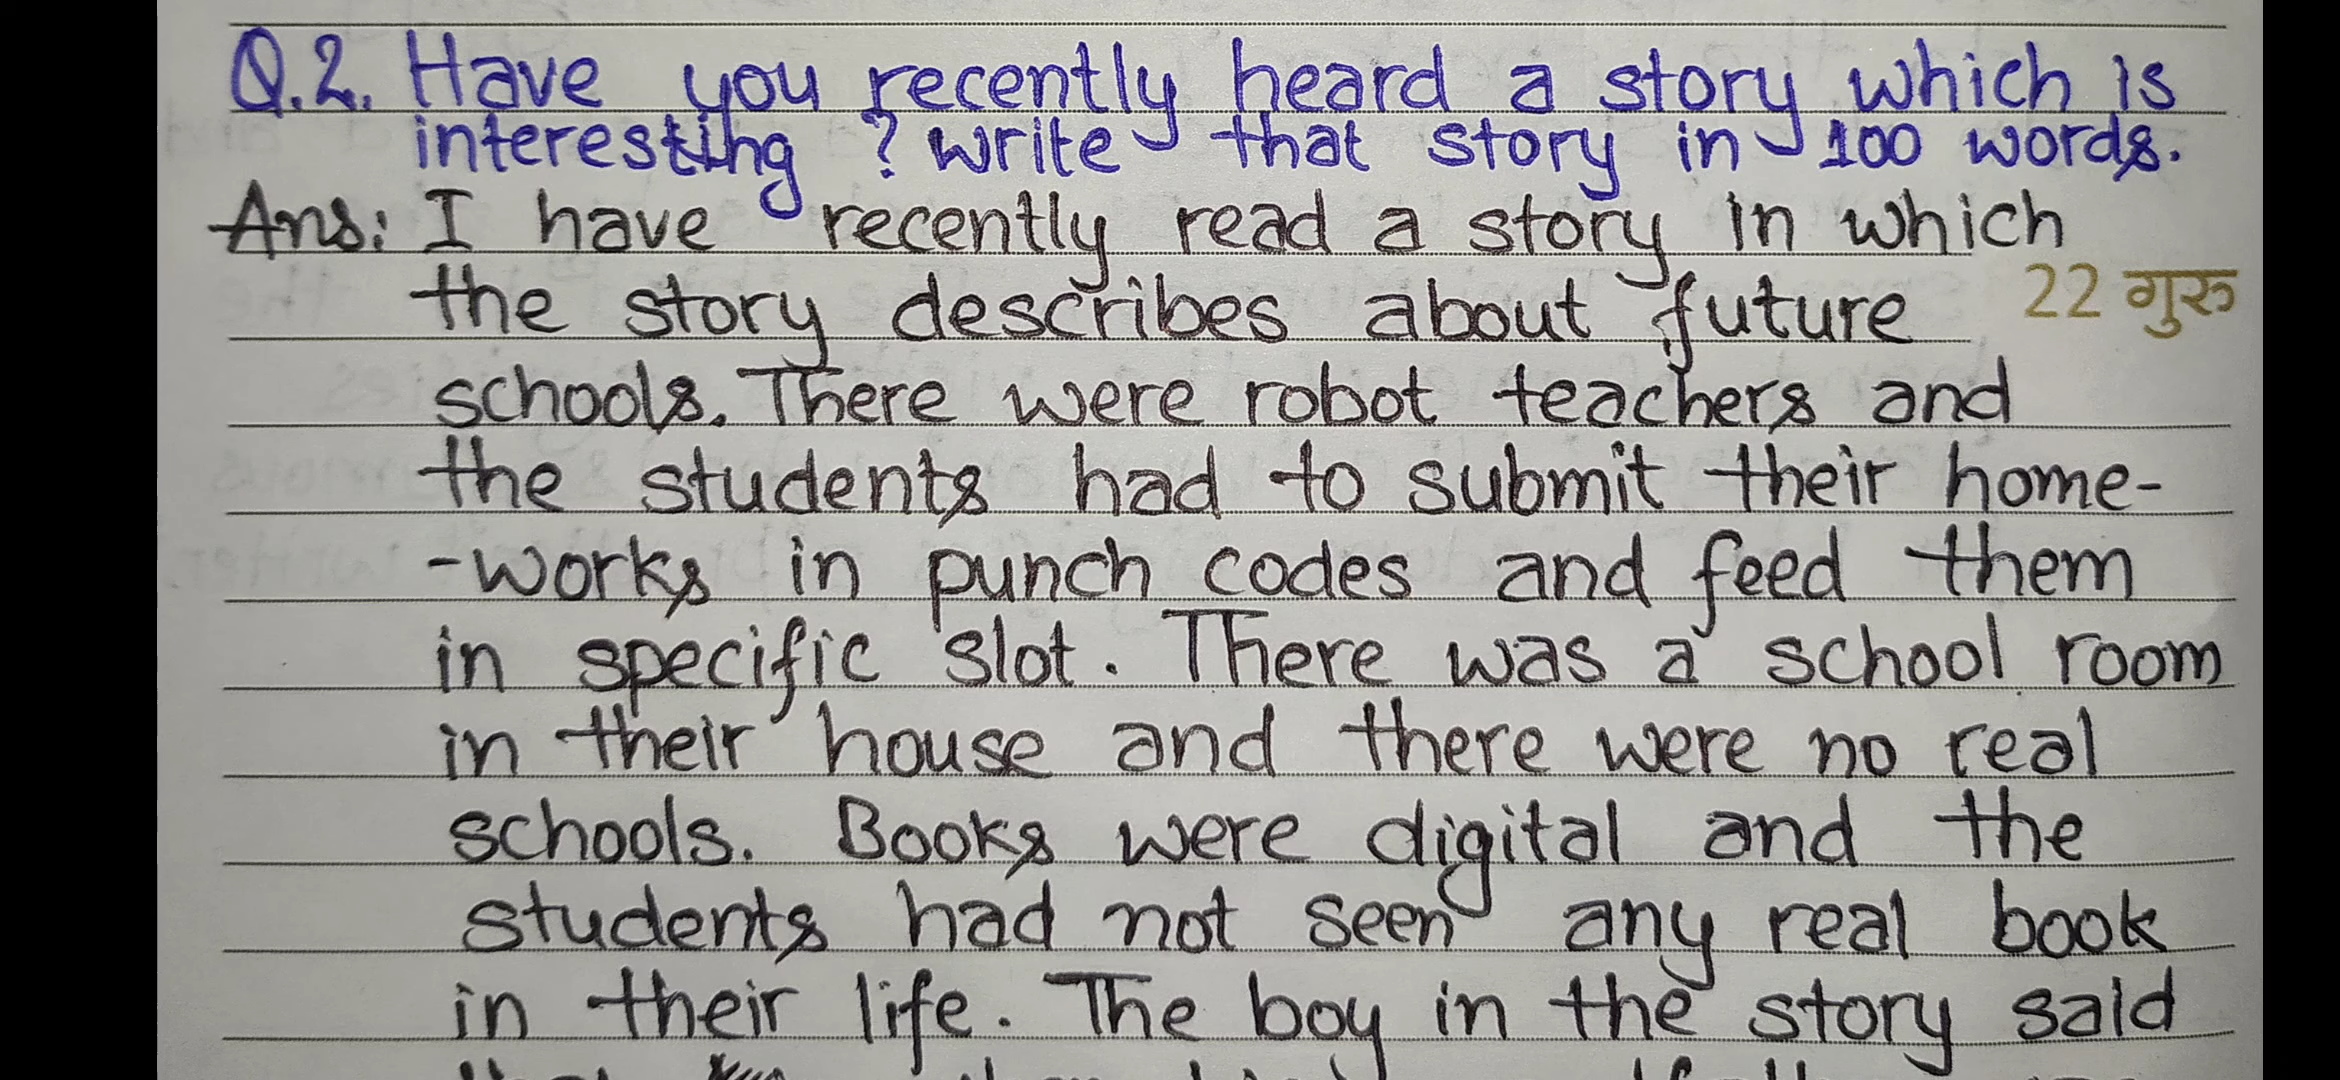 Q.2. Have you recently heard a story which is
interesting ? Write that story in 100 words.
Ans: I have recently read a story in which
the story describes about future
22 गुरु
schools. There were robot teachers and
the students had to submit their home-
-works in punch codes and feed them
in specific slot. There was a school room
in their house and there were no real
schools. Books were digital and the
students had not seen any real book
in their life. The boy in the story said